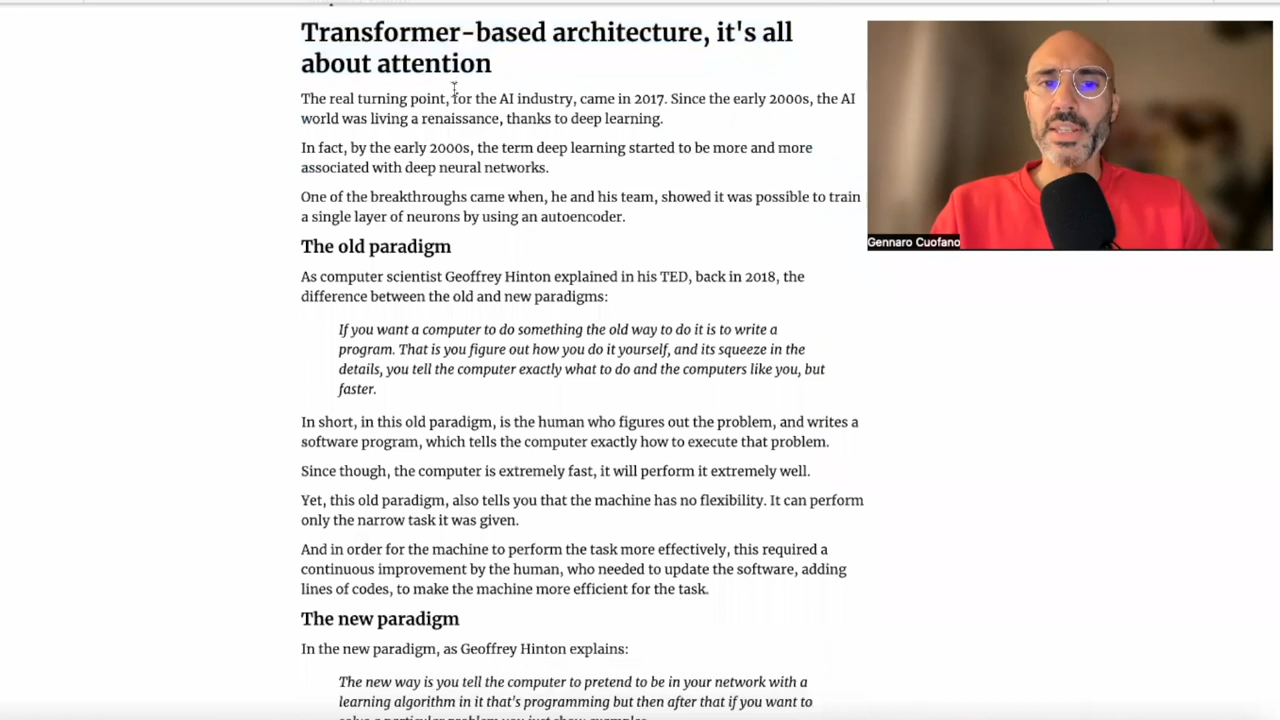 Transformer-based architecture, it's all
about attention
The real turning point, for the AI industry, came in 2017. Since the early 2000s, the AI
world was living a renaissance, thanks to deep learning.
In fact, by the early 2000s, the term deep learning started to be more and more
associated with deep neural networks.
One of the breakthroughs came when, he and his team, showed it was possible to train
a single layer of neurons by using an autoencoder.
The old paradigm
As computer scientist Geoffrey Hinton explained in his TED, back in 2018, the
difference between the old and new paradigms:
If you want a computer to do something the old way to do it is to write a
program. That is you figure out how you do it yourself, and its squeeze in the
details, you tell the computer exactly what to do and the computers like you, but
faster.
In short, in this old paradigm, is the human who figures out the problem, and writes a
software program, which tells the computer exactly how to execute that problem.
Since though, the computer is extremely fast, it will perform it extremely well.
Yet, this old paradigm, also tells you that the machine has no flexibility. It can perform
only the narrow task it was given.
And in order for the machine to perform the task more effectively, this required a
continuous improvement by the human, who needed to update the software, adding
lines of codes, to make the machine more efficient for the task.
The new paradigm
In the new paradigm, as Geoffrey Hinton explains:
The new way is you tell the computer to pretend to be in your network with a
learning algorithm in it that's programming but then after that if you want to
Gennaro Cuofano